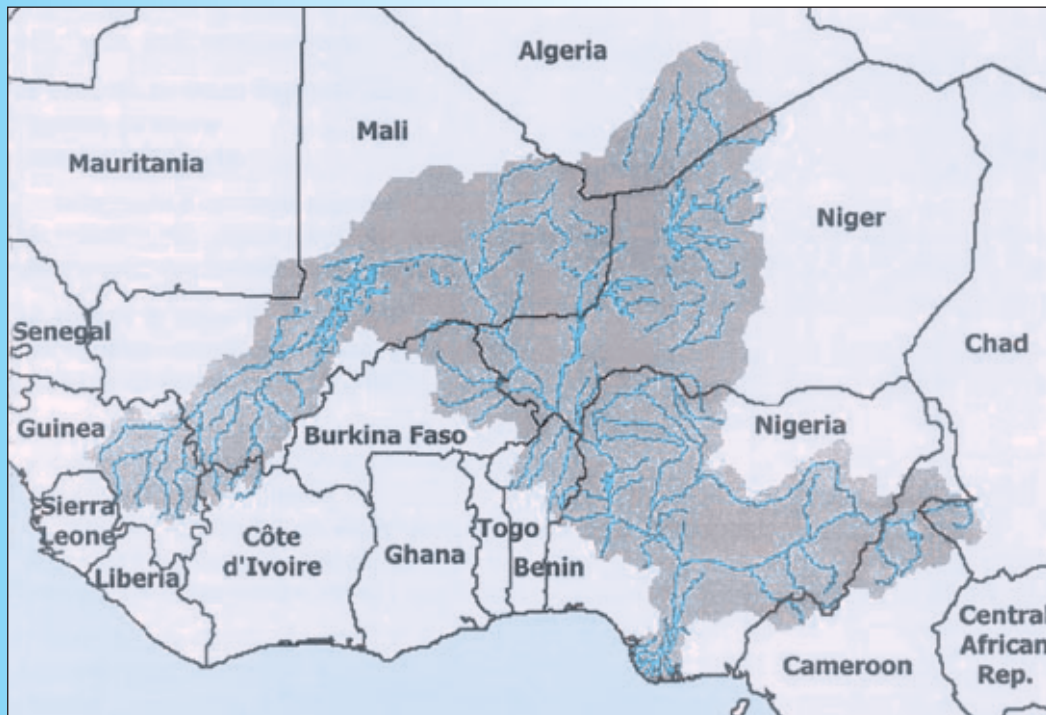 Algeria
Mali
Mauritania
Niger
Senegal
Chad
Guinea
Burkina Faso
Nigeria
Sierra
Leone
Côte
d'Ivoire
Ghana
Togo
Benin
Liberia
Central
African
Rep.
Cameroon